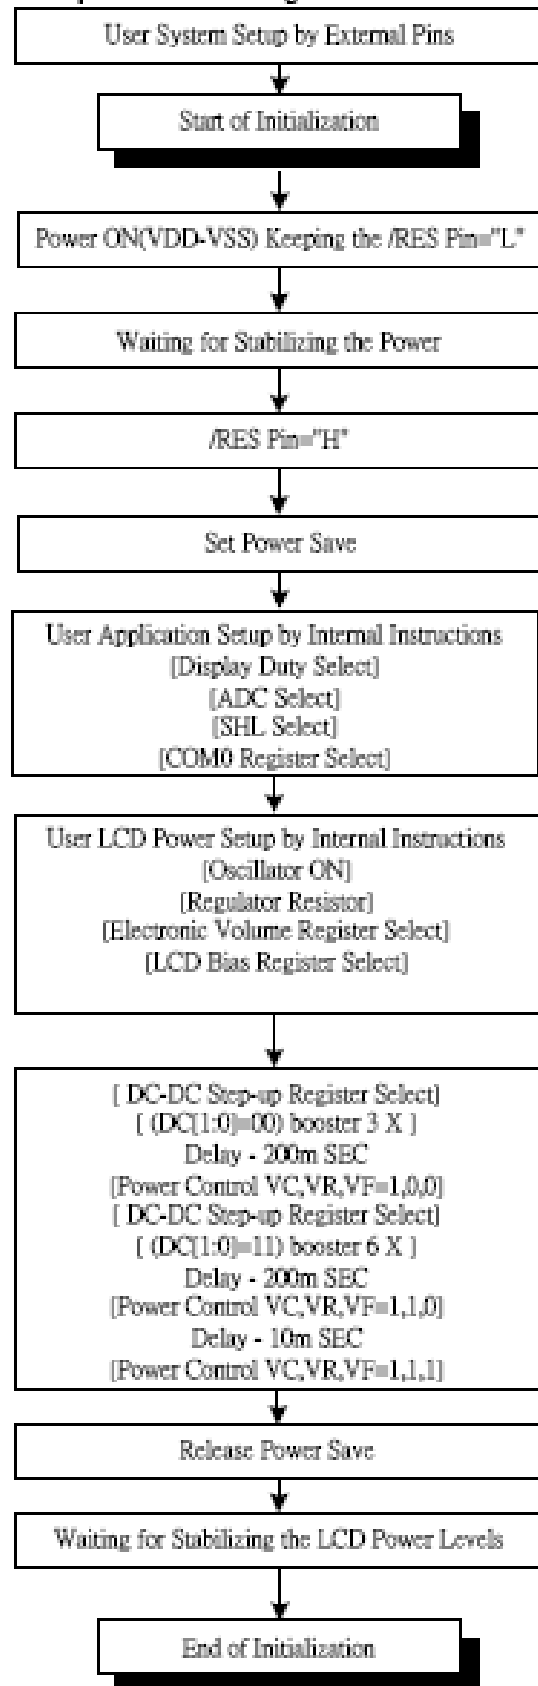 User System Setup by External Pins
Start of Initialization
Power ON(VDD-VSS) Keeping the /RES Pin="L"
Waiting for Stabilizing the Power
/RES Pin="H"
Set Power Save
User Application Setup by Internal Instructions
[Display Duty Select]
[ADC Select]
[SHL Select]
[COM0 Register Select]
User LCD Power Setup by Internal Instructions
[Oscillator ON]
[Regulator Resistor]
[Electronic Volume Register Select]
[LCD Bias Register Select]
[ DC-DC Step-up Register Select]
[ (DC[1:0]=00) booster 3 X ]
Delay - 200m SEC
[Power Control VC,VR,VF=1,0,0]
[ DC-DC Step-up Register Select]
[ (DC[1:0]=11) booster 6 X ]
Delay - 200m SEC
[Power Control VC,VR,VF=1,1,0]
Delay - 10m SEC
[Power Control VC,VR,VF=1,1,1]
Release Power Save
Waiting for Stabilizing the LCD Power Levels
End of Initialization